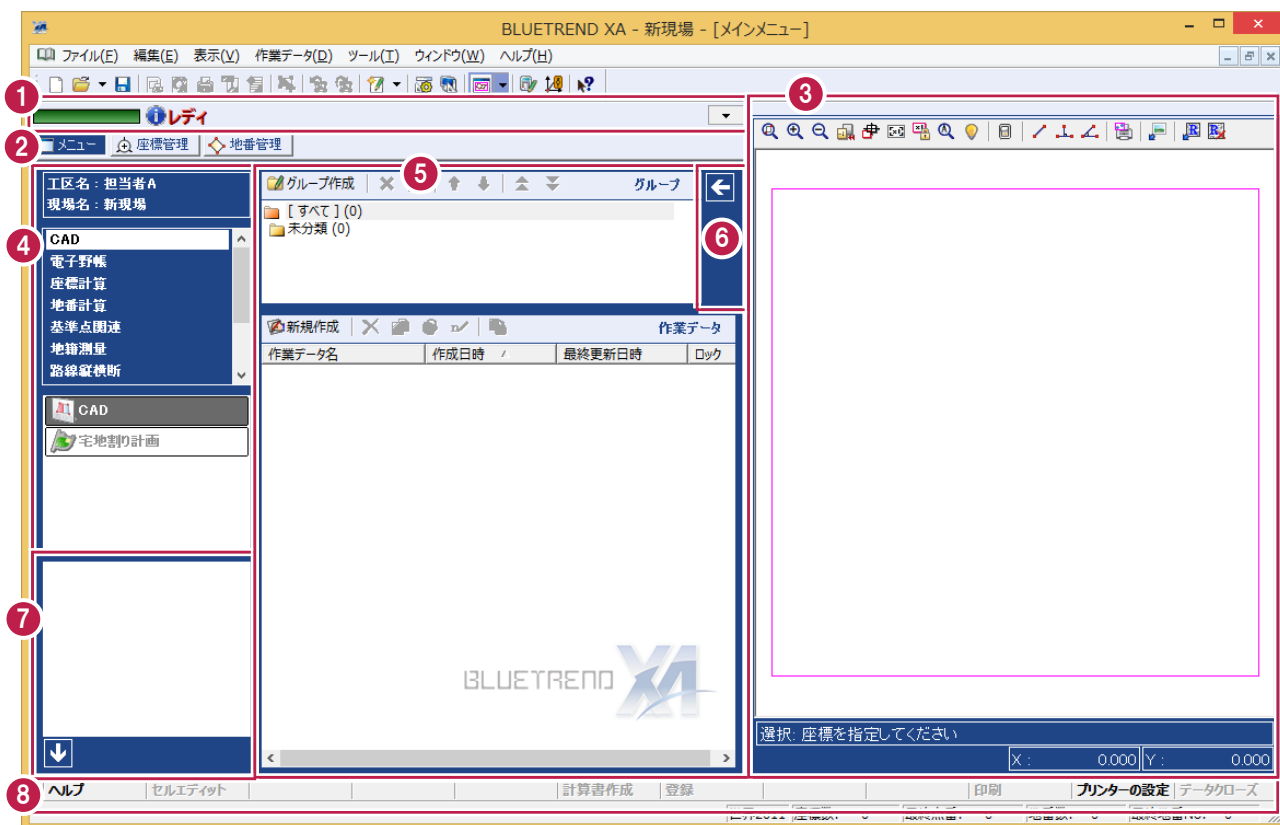 BLUETREND XA - 新現場 - [メインメニュー]
ファイル(F) 編集(E) 表示(V) 作業データ(D) ツール(T) ウィンドウ(W) ヘルプ(H)
1
レディ
2
メニュー 座標管理 地番管理
3
4
工区名：担当者A
現場名：新現場
CAD
電子野帳
座標計算
地番計算
基準点関連
地籍測量
路線縦横断
CAD
宅地割り計画
5
グループ作成 グループ
[ すべて ] (0)
未分類 (0)
6
新規作成 作業データ
作業データ名 作成日時 最終更新日時 ロック
BLUETREND XA
7
選択: 座標を指定してください
X : 0.000 Y : 0.000
8
ヘルプ セルエディット 計算書作成 登録 印刷 プリンターの設定 データクローズ